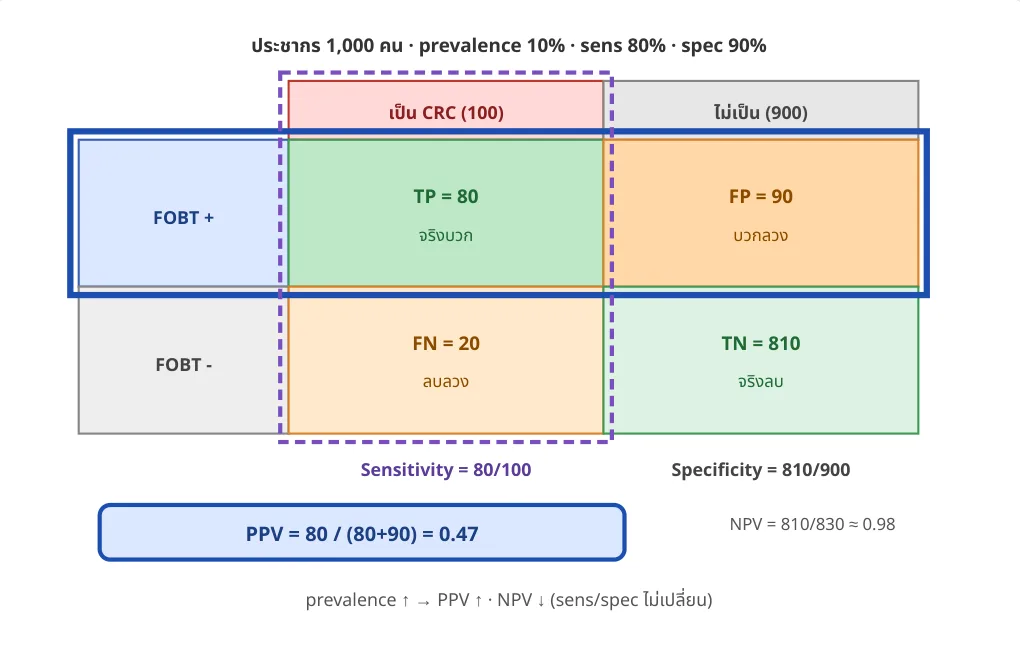 ประชากร 1,000 คน · prevalence 10% · sens 80% · spec 90%
เป็น CRC (100)
ไม่เป็น (900)
FOBT +
TP = 80
จริงบวก
FP = 90
บวกลวง
FOBT -
FN = 20
ลบลวง
TN = 810
จริงลบ
Sensitivity = 80/100
Specificity = 810/900
PPV = 80 / (80+90) = 0.47
NPV = 810/830 ≈ 0.98
prevalence ↑ → PPV ↑ · NPV ↓ (sens/spec ไม่เปลี่ยน)